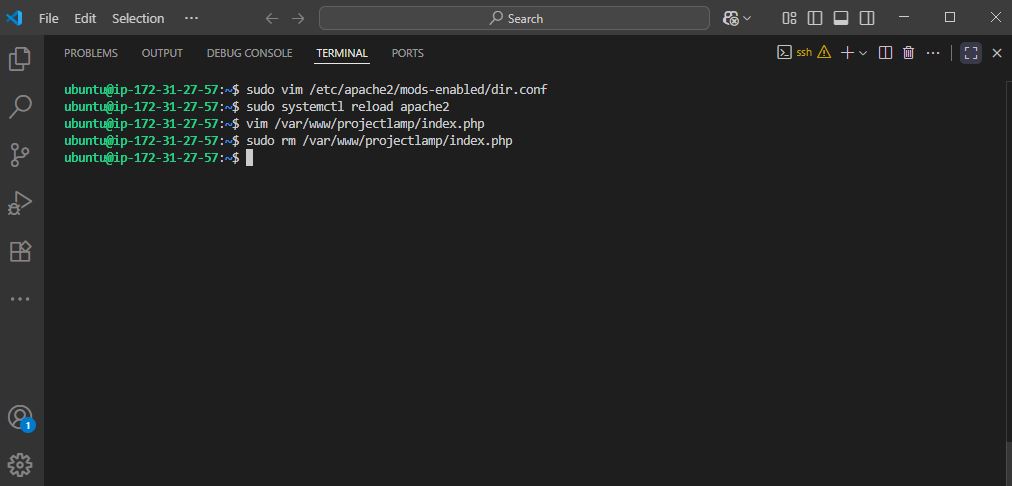 File Edit Selection ··· Search
PROBLEMS OUTPUT DEBUG CONSOLE TERMINAL PORTS ssh
ubuntu@ip-172-31-27-57:~$ sudo vim /etc/apache2/mods-enabled/dir.conf
ubuntu@ip-172-31-27-57:~$ sudo systemctl reload apache2
ubuntu@ip-172-31-27-57:~$ vim /var/www/projectlamp/index.php
ubuntu@ip-172-31-27-57:~$ sudo rm /var/www/projectlamp/index.php
ubuntu@ip-172-31-27-57:~$
1